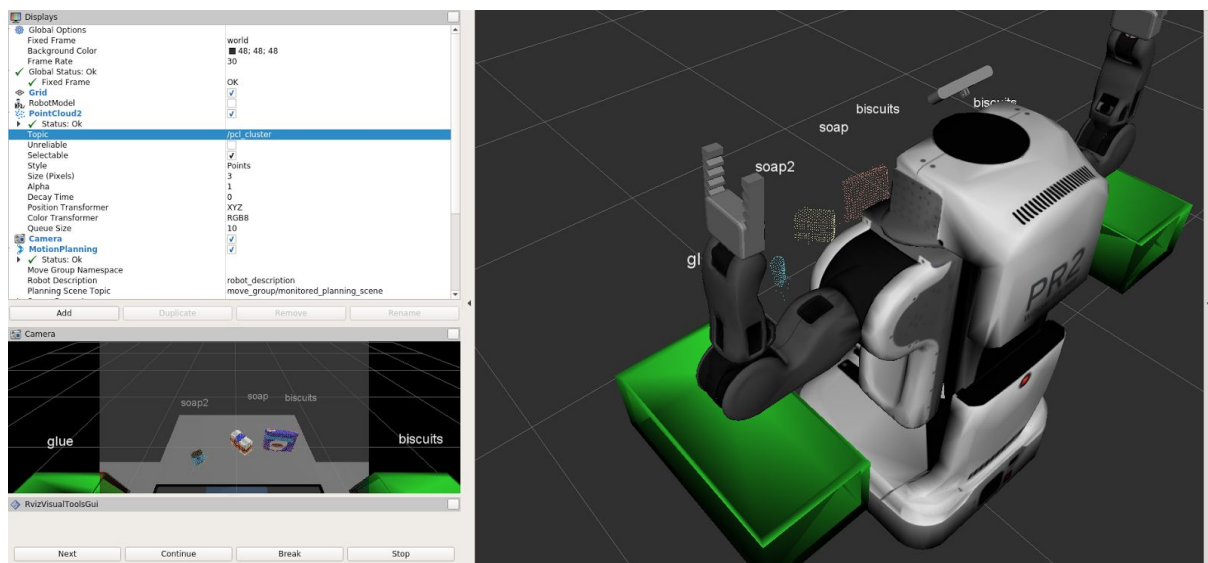 Displays
Global Options
Fixed Frame world
Background Color 48; 48; 48
Frame Rate 30
Global Status: Ok
Fixed Frame OK
Grid
RobotModel
PointCloud2
Status: Ok
Topic /pcl_cluster
Unreliable
Selectable
Style Points
Size (Pixels) 3
Alpha 1
Decay Time 0
Position Transformer XYZ
Color Transformer RGB8
Queue Size 10
Camera
MotionPlanning
Status: Ok
Move Group Namespace
Robot Description robot_description
Planning Scene Topic move_group/monitored_planning_scene
Add Duplicate Remove Rename
Camera
soap2 soap biscuits
glue biscuits
RvizVisualToolsGui
Next Continue Break Stop
biscuits biscuits
soap
soap2
gl
PR2